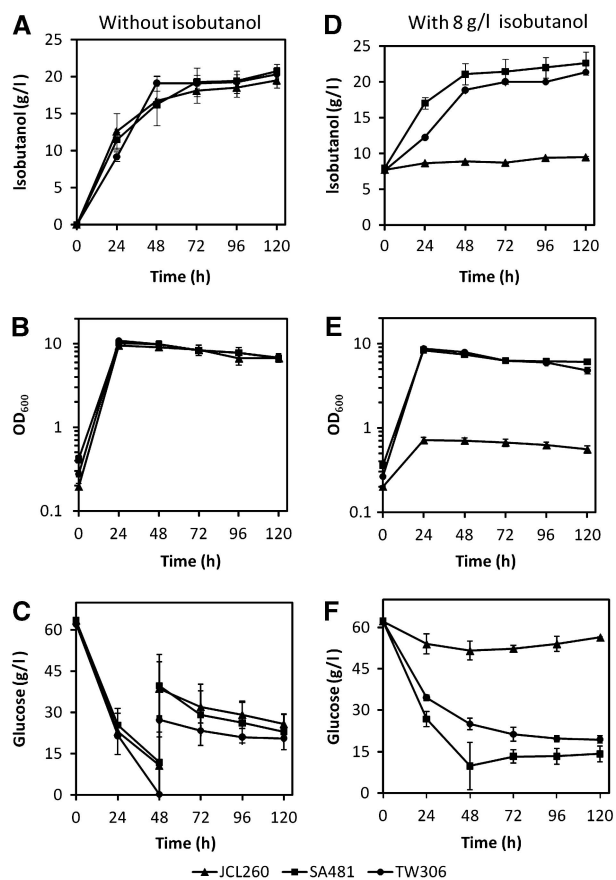 A
Without isobutanol
Isobutanol (g/l)
25
20
15
10
5
0
0 24 48 72 96 120
Time (h)
D
With 8 g/l isobutanol
Isobutanol (g/l)
25
20
15
10
5
0
0 24 48 72 96 120
Time (h)
B
OD600
10
1
0.1
0 24 48 72 96 120
Time (h)
E
OD600
10
1
0.1
0 24 48 72 96 120
Time (h)
C
Glucose (g/l)
60
45
30
15
0
0 24 48 72 96 120
Time (h)
F
Glucose (g/l)
60
45
30
15
0
0 24 48 72 96 120
Time (h)
JCL260 SA481 TW306